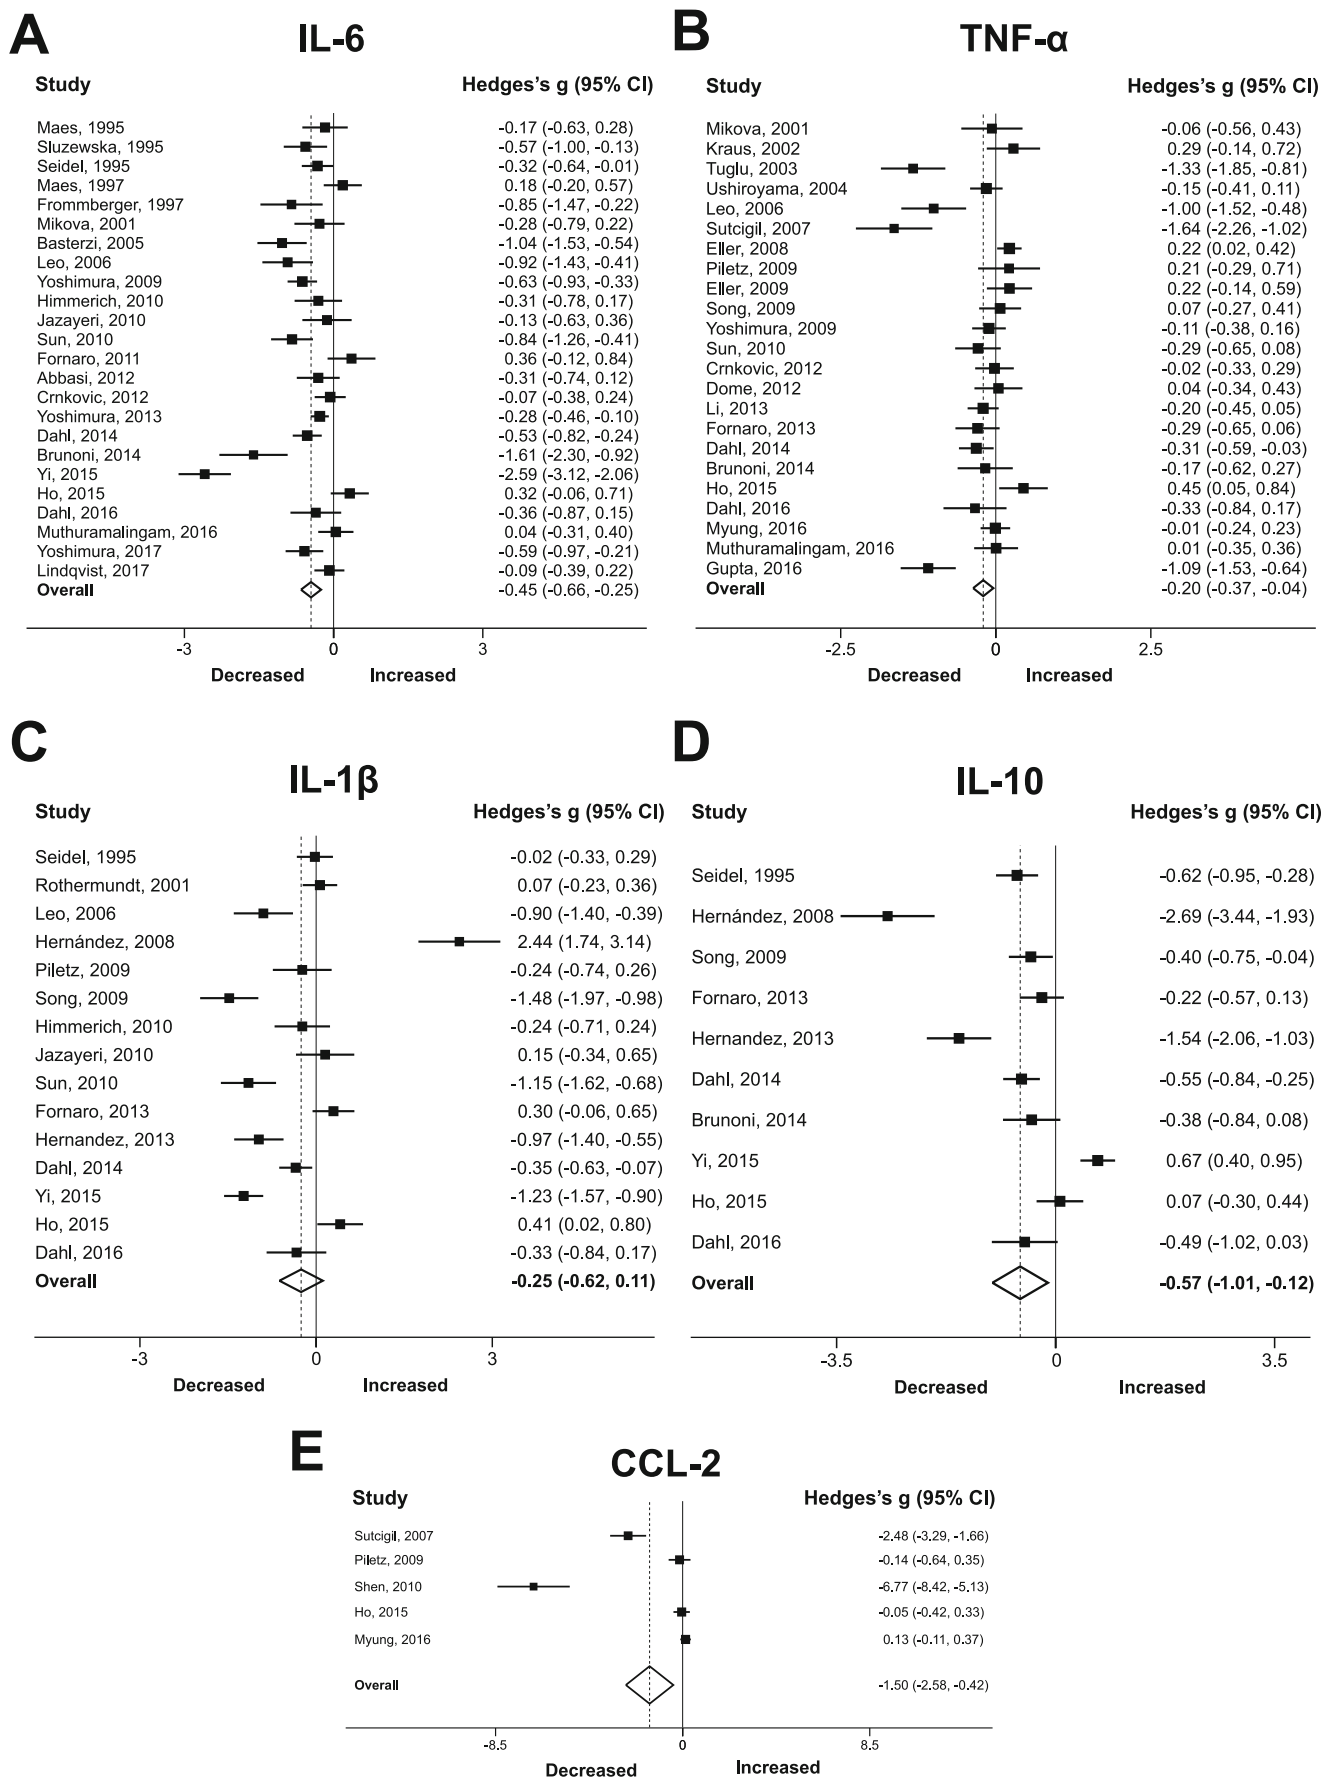 A
IL-6
Study Hedges's g (95% CI)
Maes, 1995 -0.17 (-0.63, 0.28)
Sluzewska, 1995 -0.57 (-1.00, -0.13)
Seidel, 1995 -0.32 (-0.64, -0.01)
Maes, 1997 0.18 (-0.20, 0.57)
Frommberger, 1997 -0.85 (-1.47, -0.22)
Mikova, 2001 -0.28 (-0.79, 0.22)
Basterzi, 2005 -1.04 (-1.53, -0.54)
Leo, 2006 -0.92 (-1.43, -0.41)
Yoshimura, 2009 -0.63 (-0.93, -0.33)
Himmerich, 2010 -0.31 (-0.78, 0.17)
Jazayeri, 2010 -0.13 (-0.63, 0.36)
Sun, 2010 -0.84 (-1.26, -0.41)
Fornaro, 2011 0.36 (-0.12, 0.84)
Abbasi, 2012 -0.31 (-0.74, 0.12)
Crnkovic, 2012 -0.07 (-0.38, 0.24)
Yoshimura, 2013 -0.28 (-0.46, -0.10)
Dahl, 2014 -0.53 (-0.82, -0.24)
Brunoni, 2014 -1.61 (-2.30, -0.92)
Yi, 2015 -2.59 (-3.12, -2.06)
Ho, 2015 0.32 (-0.06, 0.71)
Dahl, 2016 -0.36 (-0.87, 0.15)
Muthuramalingam, 2016 0.04 (-0.31, 0.40)
Yoshimura, 2017 -0.59 (-0.97, -0.21)
Lindqvist, 2017 -0.09 (-0.39, 0.22)
Overall -0.45 (-0.66, -0.25)
-3 0 3
Decreased Increased
B
TNF-α
Study Hedges's g (95% CI)
Mikova, 2001 -0.06 (-0.56, 0.43)
Kraus, 2002 0.29 (-0.14, 0.72)
Tuglu, 2003 -1.33 (-1.85, -0.81)
Ushiroyama, 2004 -0.15 (-0.41, 0.11)
Leo, 2006 -1.00 (-1.52, -0.48)
Sutcigil, 2007 -1.64 (-2.26, -1.02)
Eller, 2008 0.22 (0.02, 0.42)
Piletz, 2009 0.21 (-0.29, 0.71)
Eller, 2009 0.22 (-0.14, 0.59)
Song, 2009 0.07 (-0.27, 0.41)
Yoshimura, 2009 -0.11 (-0.38, 0.16)
Sun, 2010 -0.29 (-0.65, 0.08)
Crnkovic, 2012 -0.02 (-0.33, 0.29)
Dome, 2012 0.04 (-0.34, 0.43)
Li, 2013 -0.20 (-0.45, 0.05)
Fornaro, 2013 -0.29 (-0.65, 0.06)
Dahl, 2014 -0.31 (-0.59, -0.03)
Brunoni, 2014 -0.17 (-0.62, 0.27)
Ho, 2015 0.45 (0.05, 0.84)
Dahl, 2016 -0.33 (-0.84, 0.17)
Myung, 2016 -0.01 (-0.24, 0.23)
Muthuramalingam, 2016 0.01 (-0.35, 0.36)
Gupta, 2016 -1.09 (-1.53, -0.64)
Overall -0.20 (-0.37, -0.04)
-2.5 0 2.5
Decreased Increased
C
IL-1β
Study Hedges's g (95% CI)
Seidel, 1995 -0.02 (-0.33, 0.29)
Rothermundt, 2001 0.07 (-0.23, 0.36)
Leo, 2006 -0.90 (-1.40, -0.39)
Hernández, 2008 2.44 (1.74, 3.14)
Piletz, 2009 -0.24 (-0.74, 0.26)
Song, 2009 -1.48 (-1.97, -0.98)
Himmerich, 2010 -0.24 (-0.71, 0.24)
Jazayeri, 2010 0.15 (-0.34, 0.65)
Sun, 2010 -1.15 (-1.62, -0.68)
Fornaro, 2013 0.30 (-0.06, 0.65)
Hernandez, 2013 -0.97 (-1.40, -0.55)
Dahl, 2014 -0.35 (-0.63, -0.07)
Yi, 2015 -1.23 (-1.57, -0.90)
Ho, 2015 0.41 (0.02, 0.80)
Dahl, 2016 -0.33 (-0.84, 0.17)
Overall -0.25 (-0.62, 0.11)
-3 0 3
Decreased Increased
D
IL-10
Study Hedges's g (95% CI)
Seidel, 1995 -0.62 (-0.95, -0.28)
Hernández, 2008 -2.69 (-3.44, -1.93)
Song, 2009 -0.40 (-0.75, -0.04)
Fornaro, 2013 -0.22 (-0.57, 0.13)
Hernandez, 2013 -1.54 (-2.06, -1.03)
Dahl, 2014 -0.55 (-0.84, -0.25)
Brunoni, 2014 -0.38 (-0.84, 0.08)
Yi, 2015 0.67 (0.40, 0.95)
Ho, 2015 0.07 (-0.30, 0.44)
Dahl, 2016 -0.49 (-1.02, 0.03)
Overall -0.57 (-1.01, -0.12)
-3.5 0 3.5
Decreased Increased
E
CCL-2
Study Hedges's g (95% CI)
Sutcigil, 2007 -2.48 (-3.29, -1.66)
Piletz, 2009 -0.14 (-0.64, 0.35)
Shen, 2010 -6.77 (-8.42, -5.13)
Ho, 2015 -0.05 (-0.42, 0.33)
Myung, 2016 0.13 (-0.11, 0.37)
Overall -1.50 (-2.58, -0.42)
-8.5 0 8.5
Decreased Increased